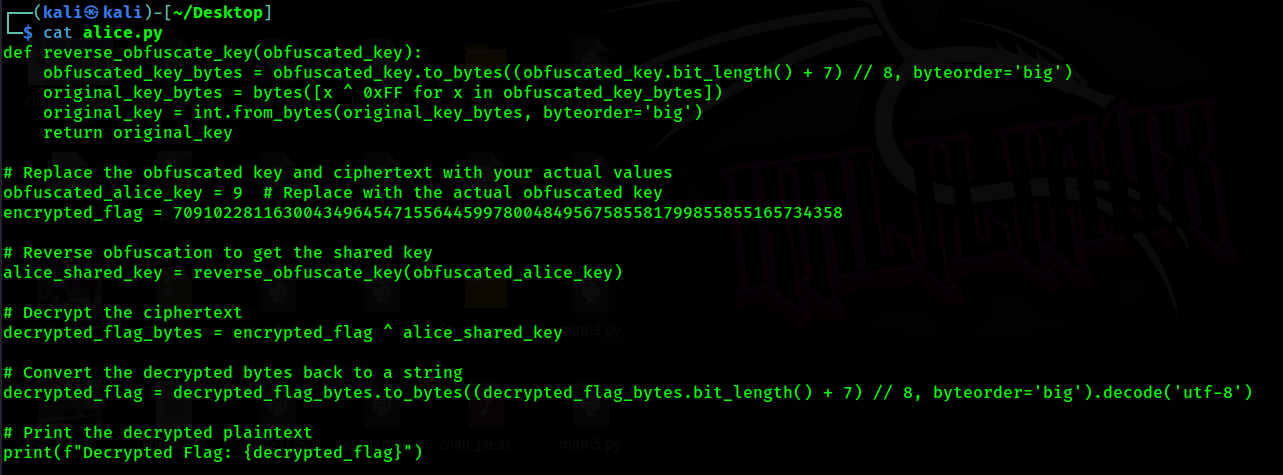 ┌──(kali㉿kali)-[~/Desktop]
└─$ cat alice.py
def reverse_obfuscate_key(obfuscated_key):
    obfuscated_key_bytes = obfuscated_key.to_bytes((obfuscated_key.bit_length() + 7) // 8, byteorder='big')
    original_key_bytes = bytes([x ^ 0xFF for x in obfuscated_key_bytes])
    original_key = int.from_bytes(original_key_bytes, byteorder='big')
    return original_key

# Replace the obfuscated key and ciphertext with your actual values
obfuscated_alice_key = 9  # Replace with the actual obfuscated key
encrypted_flag = 7091022811630043496454715564459978004849567585581799855855165734358

# Reverse obfuscation to get the shared key
alice_shared_key = reverse_obfuscate_key(obfuscated_alice_key)

# Decrypt the ciphertext
decrypted_flag_bytes = encrypted_flag ^ alice_shared_key

# Convert the decrypted bytes back to a string
decrypted_flag = decrypted_flag_bytes.to_bytes((decrypted_flag_bytes.bit_length() + 7) // 8, byteorder='big').decode('utf-8')

# Print the decrypted plaintext
print(f"Decrypted Flag: {decrypted_flag}")
math3.py
chall_pleas...
math5.py